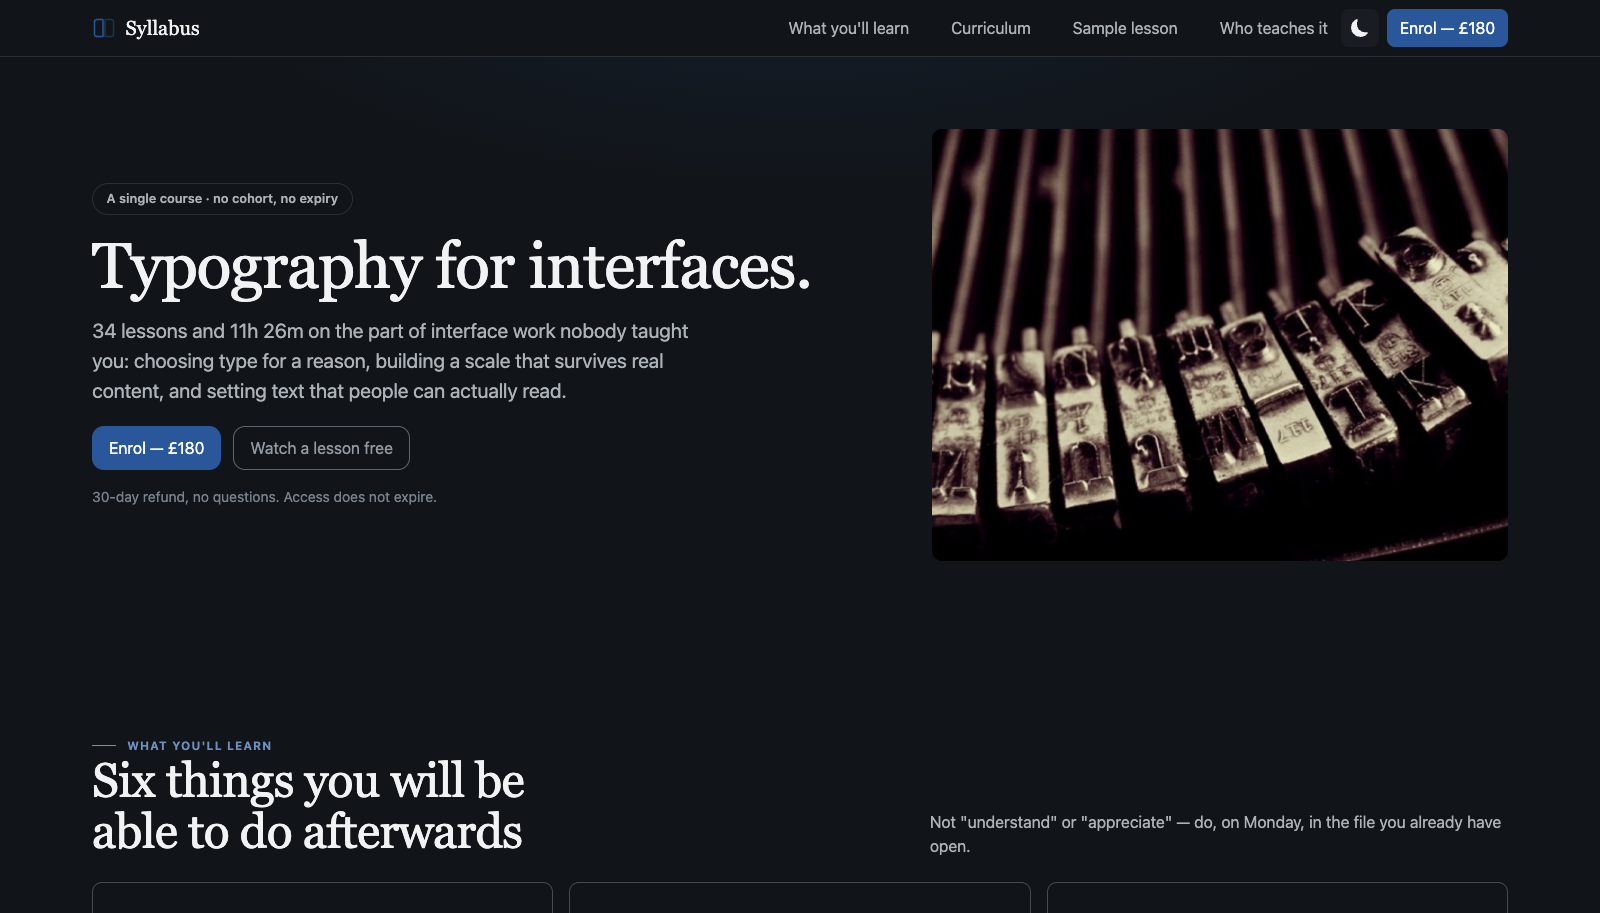 Syllabus
What you'll learn
Curriculum
Sample lesson
Who teaches it
Enrol — £180
A single course · no cohort, no expiry
Typography for interfaces.
34 lessons and 11h 26m on the part of interface work nobody taught
you: choosing type for a reason, building a scale that survives real
content, and setting text that people can actually read.
Enrol — £180
Watch a lesson free
30-day refund, no questions. Access does not expire.
WHAT YOU'LL LEARN
Six things you will be
able to do afterwards
Not "understand" or "appreciate" — do, on Monday, in the file you already have
open.